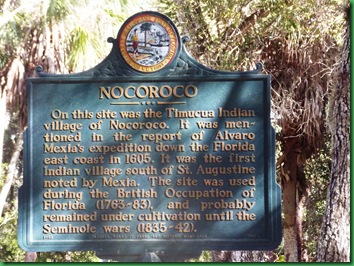 NOCOROCO
On this site was the Timucua Indian
village of Nocoroco. It was men-
tioned in the report of Alvaro
Mexia's expedition down the Florida
east coast in 1605. It was the first
Indian village south of St. Augustine
noted by Mexia. The site was used
during the British Occupation of
Florida (1763-83), and probably
remained under cultivation until the
Seminole wars (1835-42).